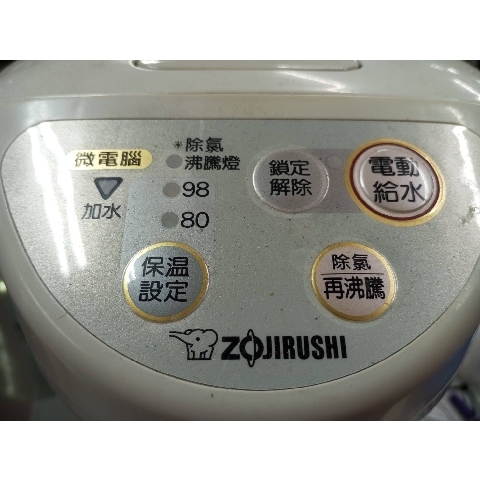 微電腦
加水
*除氯
沸騰燈
98
80
鎖定
解除
電動
給水
保温
設定
除氯
再沸騰
ZOJIRUSHI